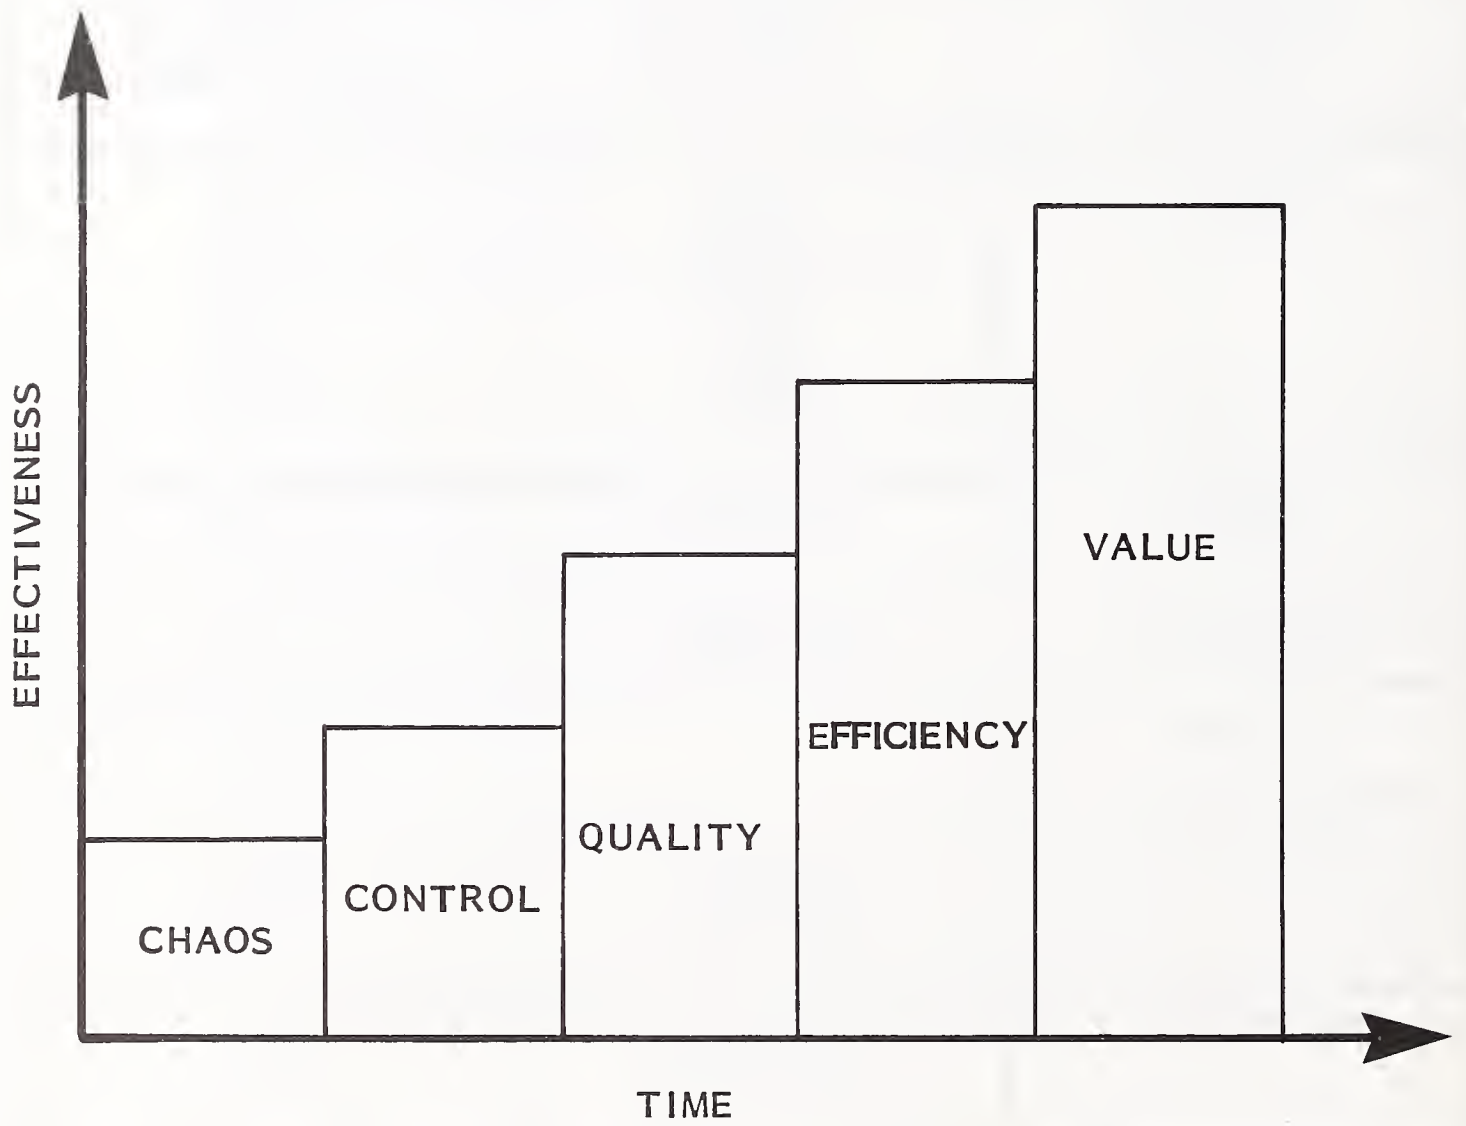 EFFECTIVENESS
CHAOS
CONTROL
QUALITY
EFFICIENCY
VALUE
TIME